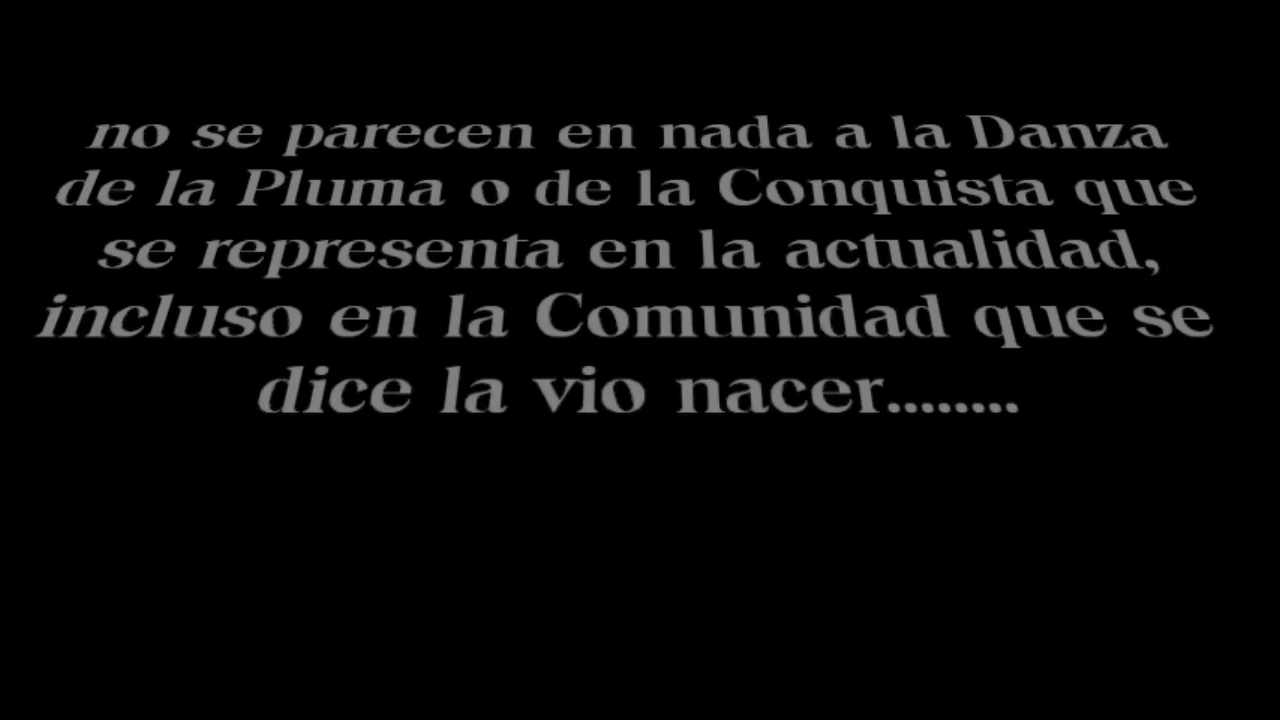 no se parecen en nada a la Danza
de la Pluma o de la Conquista que
se representa en la actualidad,
incluso en la Comunidad que se
dice la vio nacer........